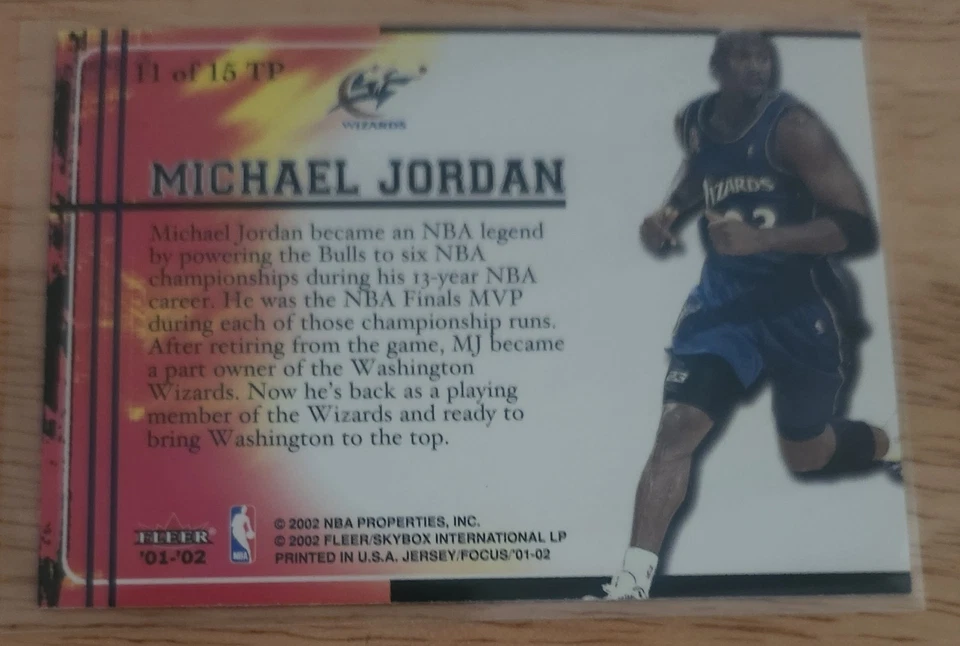 11 of 15 TP
WIZARDS
MICHAEL JORDAN
Michael Jordan became an NBA legend
by powering the Bulls to six NBA
championships during his 13-year NBA
career. He was the NBA Finals MVP
during each of those championship runs.
After retiring from the game, MJ became
a part owner of the Washington
Wizards. Now he's back as a playing
member of the Wizards and ready to
bring Washington to the top.
WIZARDS
23
23
FLEER
'01-'02
NBA
© 2002 NBA PROPERTIES, INC.
© 2002 FLEER/SKYBOX INTERNATIONAL LP
PRINTED IN U.S.A. JERSEY/FOCUS/'01-02